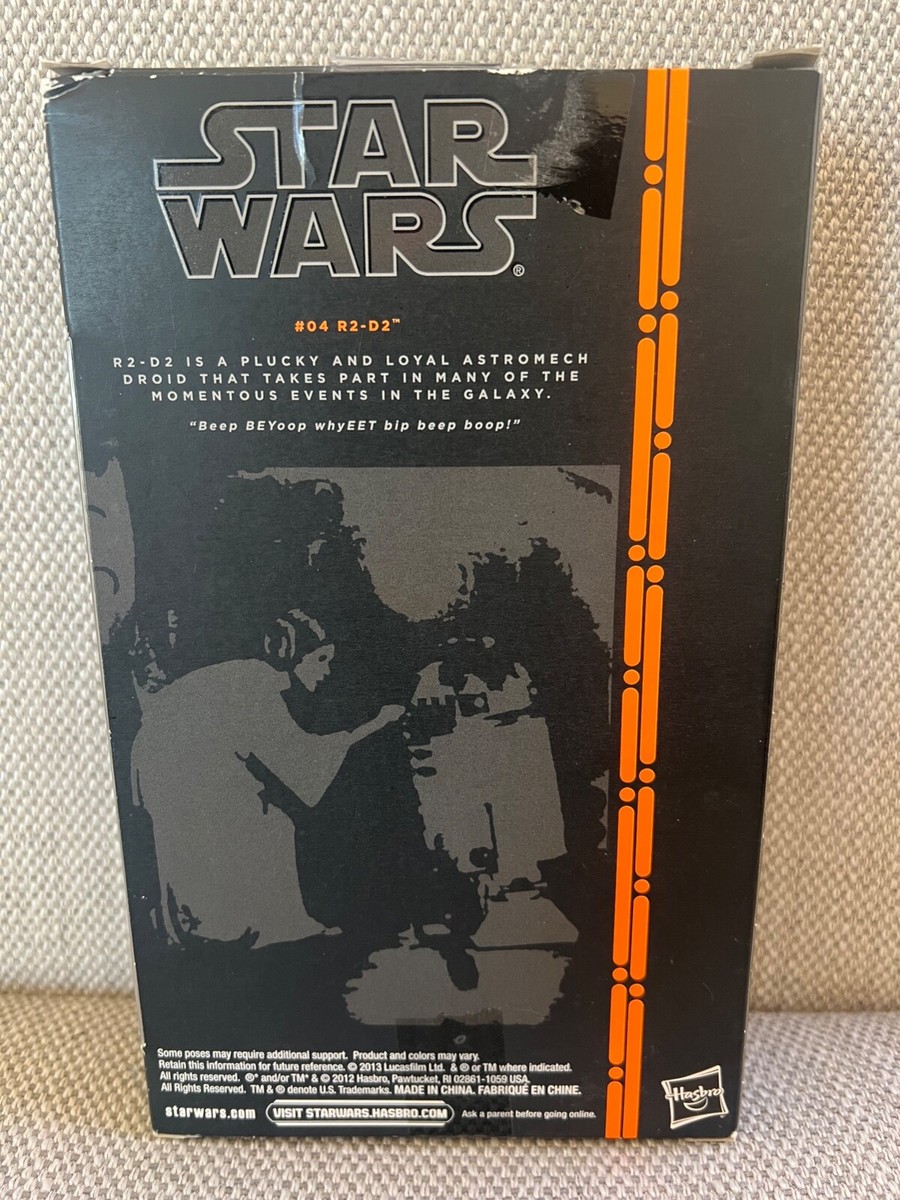 STAR
WARS®
#04 R2-D2™
R2-D2 IS A PLUCKY AND LOYAL ASTROMECH
DROID THAT TAKES PART IN MANY OF THE
MOMENTOUS EVENTS IN THE GALAXY.
“Beep BEYoop whyEET bip beep boop!”
Some poses may require additional support. Product and colors may vary.
Retain this information for future reference. © 2013 Lucasfilm Ltd. & ® or TM where indicated.
All rights reserved. ®* and/or TM* & © 2012 Hasbro, Pawtucket, RI 02861-1059 USA.
All Rights Reserved. TM & ® denote U.S. Trademarks. MADE IN CHINA. FABRIQUÉ EN CHINE.
starwars.com VISIT STARWARS.HASBRO.COM Ask a parent before going online.
Hasbro